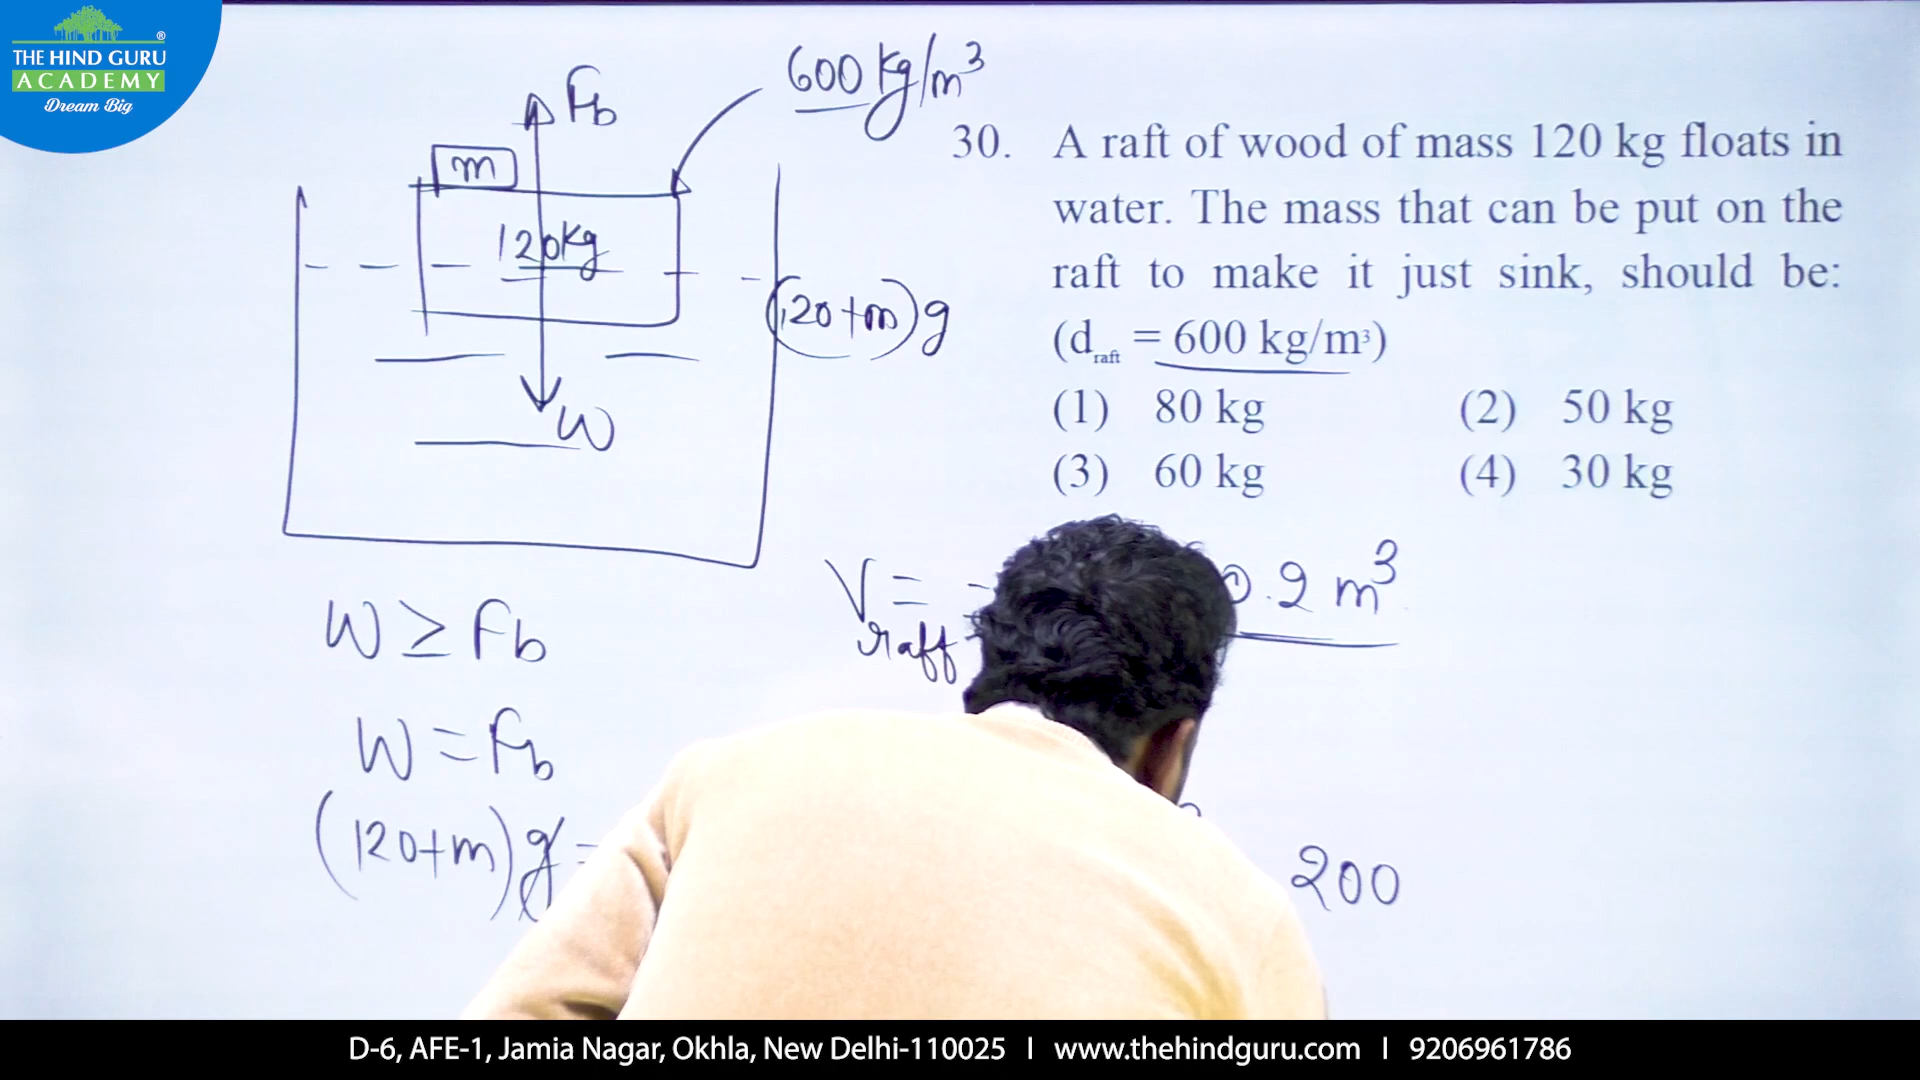 THE HIND GURU
ACADEMY
Dream Big
®
Fb
600 kg/m³
m
120kg
(120+m)g
W
30. A raft of wood of mass 120 kg floats in
water. The mass that can be put on the
raft to make it just sink, should be:
(d_raft = 600 kg/m³)
(1) 80 kg (2) 50 kg
(3) 60 kg (4) 30 kg
V raft = 0.2 m³
W ≥ Fb
W = Fb
(120+m)g =
200
D-6, AFE-1, Jamia Nagar, Okhla, New Delhi-110025 | www.thehindguru.com | 9206961786